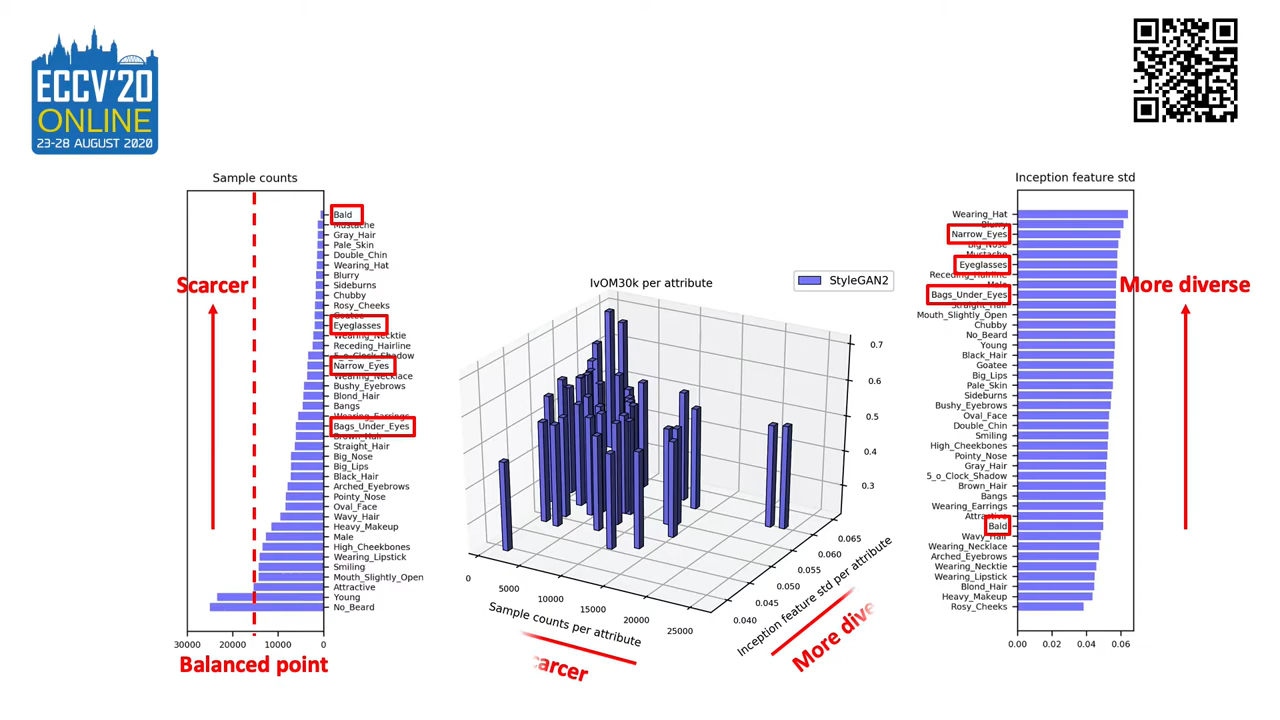 ECCV'20
ONLINE
23-28 AUGUST 2020
Sample counts
Bald
Mustache
Gray_Hair
Pale_Skin
Double_Chin
Wearing_Hat
Blurry
Sideburns
Chubby
Rosy_Cheeks
Goatee
Eyeglasses
Wearing_Necktie
Receding_Hairline
5_o_Clock_Shadow
Narrow_Eyes
Wearing_Necklace
Bushy_Eyebrows
Blond_Hair
Bangs
Wearing_Earrings
Bags_Under_Eyes
Brown_Hair
Straight_Hair
Big_Nose
Big_Lips
Black_Hair
Arched_Eyebrows
Pointy_Nose
Oval_Face
Wavy_Hair
Heavy_Makeup
Male
High_Cheekbones
Wearing_Lipstick
Smiling
Mouth_Slightly_Open
Attractive
Young
No_Beard
30000 20000 10000 0
Scarcer
Balanced point
IvOM30k per attribute
StyleGAN2
0.7
0.6
0.5
0.4
0.3
0 5000 10000 15000 20000 25000
Sample counts per attribute
0.040 0.045 0.050 0.055 0.060 0.065
Inception feature std per attribute
carcer
More dive
Inception feature std
Wearing_Hat
Blurry
Narrow_Eyes
Big_Nose
Mustache
Eyeglasses
Receding_Hairline
Male
Bags_Under_Eyes
Straight_Hair
Mouth_Slightly_Open
Chubby
No_Beard
Young
Black_Hair
Goatee
Big_Lips
Pale_Skin
Sideburns
Bushy_Eyebrows
Oval_Face
Double_Chin
Smiling
High_Cheekbones
Pointy_Nose
Gray_Hair
5_o_Clock_Shadow
Brown_Hair
Bangs
Wearing_Earrings
Attractive
Bald
Wavy_Hair
Wearing_Necklace
Arched_Eyebrows
Wearing_Necktie
Wearing_Lipstick
Blond_Hair
Heavy_Makeup
Rosy_Cheeks
0.00 0.02 0.04 0.06
More diverse